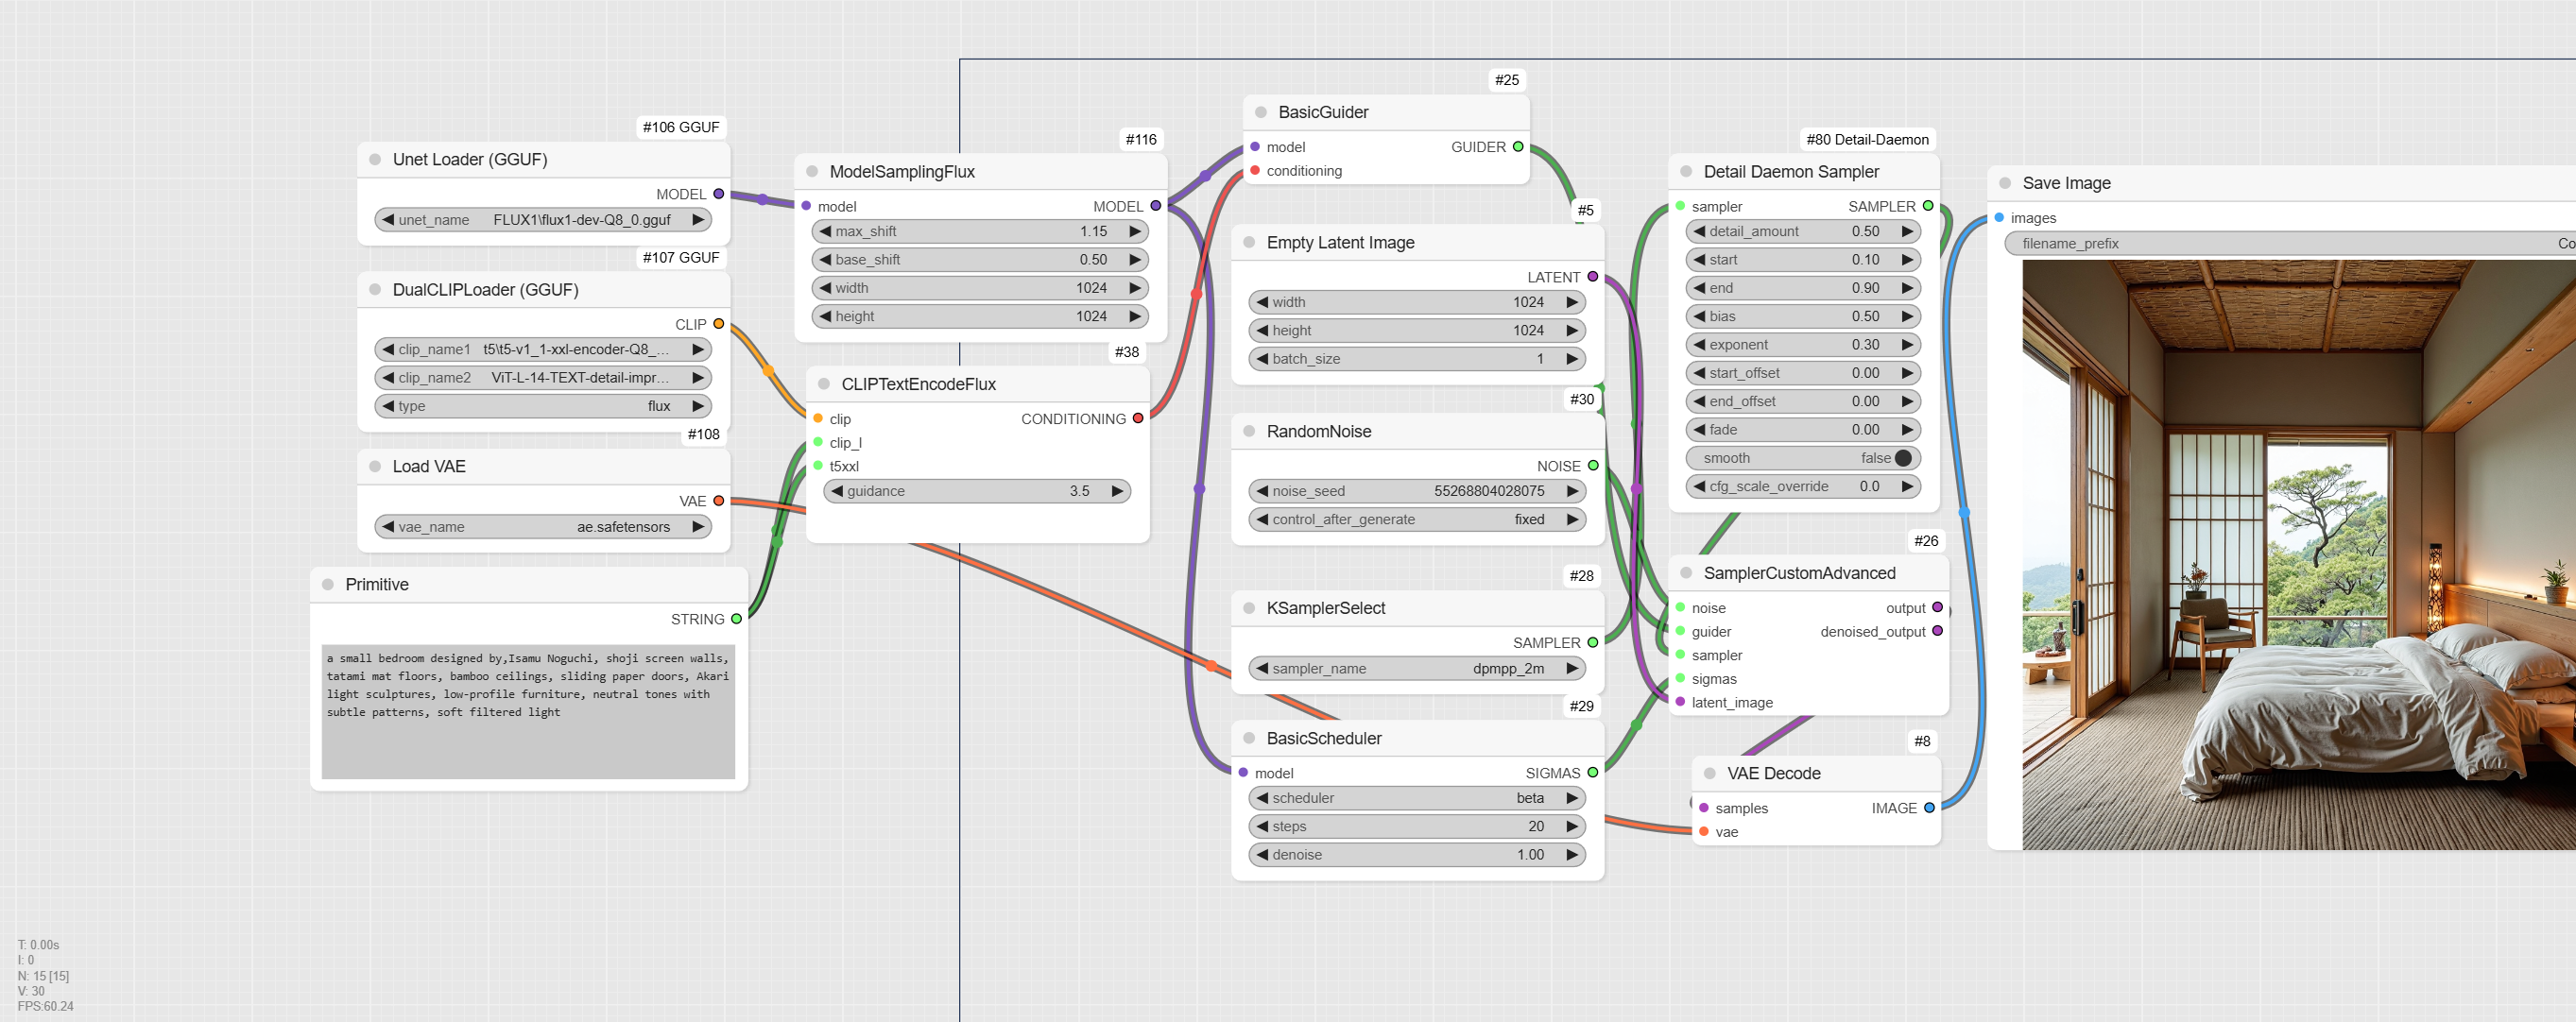 #106 GGUF
Unet Loader (GGUF)
MODEL
unet_name FLUX1\flux1-dev-Q8_0.gguf
#107 GGUF
DualCLIPLoader (GGUF)
CLIP
clip_name1 t5\t5-v1_1-xxl-encoder-Q8_...
clip_name2 ViT-L-14-TEXT-detail-impr...
type flux
#108
Load VAE
VAE
vae_name ae.safetensors
Primitive
STRING
a small bedroom designed by,Isamu Noguchi, shoji screen walls,
tatami mat floors, bamboo ceilings, sliding paper doors, Akari
light sculptures, low-profile furniture, neutral tones with
subtle patterns, soft filtered light
#116
ModelSamplingFlux
model MODEL
max_shift 1.15
base_shift 0.50
width 1024
height 1024
#38
CLIPTextEncodeFlux
clip CONDITIONING
clip_l
t5xxl
guidance 3.5
#25
BasicGuider
model GUIDER
conditioning
#5
Empty Latent Image
LATENT
width 1024
height 1024
batch_size 1
#30
RandomNoise
NOISE
noise_seed 55268804028075
control_after_generate fixed
#28
KSamplerSelect
SAMPLER
sampler_name dpmpp_2m
#29
BasicScheduler
model SIGMAS
scheduler beta
steps 20
denoise 1.00
#80 Detail-Daemon
Detail Daemon Sampler
sampler SAMPLER
detail_amount 0.50
start 0.10
end 0.90
bias 0.50
exponent 0.30
start_offset 0.00
end_offset 0.00
fade 0.00
smooth false
cfg_scale_override 0.0
#26
SamplerCustomAdvanced
noise output
guider denoised_output
sampler
sigmas
latent_image
#8
VAE Decode
samples IMAGE
vae
Save Image
images
filename_prefix Co
T: 0.00s
I: 0
N: 15 [15]
V: 30
FPS:60.24